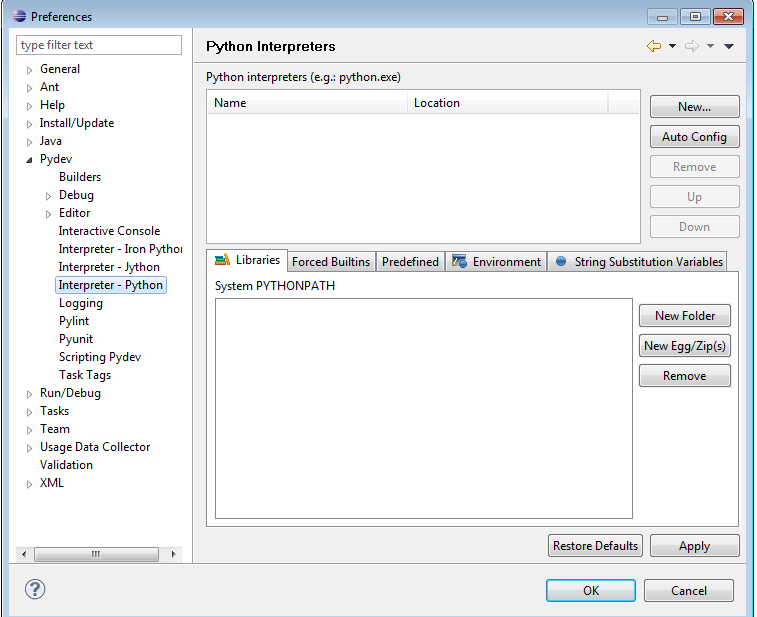 Preferences
type filter text
General
Ant
Help
Install/Update
Java
Pydev
Builders
Debug
Editor
Interactive Console
Interpreter - Iron Python
Interpreter - Jython
Interpreter - Python
Logging
Pylint
Pyunit
Scripting Pydev
Task Tags
Run/Debug
Tasks
Team
Usage Data Collector
Validation
XML
Python Interpreters
Python interpreters (e.g.: python.exe)
Name Location
New...
Auto Config
Remove
Up
Down
Libraries Forced Builtins Predefined Environment String Substitution Variables
System PYTHONPATH
New Folder
New Egg/Zip(s)
Remove
Restore Defaults Apply
OK Cancel